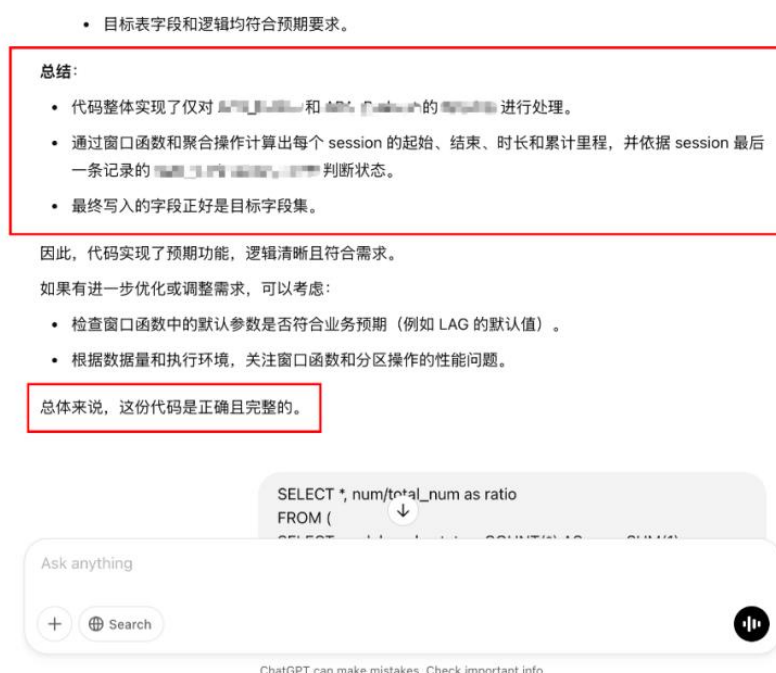 • 目标表字段和逻辑均符合预期要求。
总结：
• 代码整体实现了仅对 和 的 进行处理。
• 通过窗口函数和聚合操作计算出每个 session 的起始、结束、时长和累计里程，并依据 session 最后
一条记录的 判断状态。
• 最终写入的字段正好是目标字段集。
因此，代码实现了预期功能，逻辑清晰且符合需求。
如果有进一步优化或调整需求，可以考虑：
• 检查窗口函数中的默认参数是否符合业务预期（例如 LAG 的默认值）。
• 根据数据量和执行环境，关注窗口函数和分区操作的性能问题。
总体来说，这份代码是正确且完整的。
SELECT *, num/total_num as ratio
FROM (
Ask anything
Search
ChatGPT can make mistakes. Check important info.